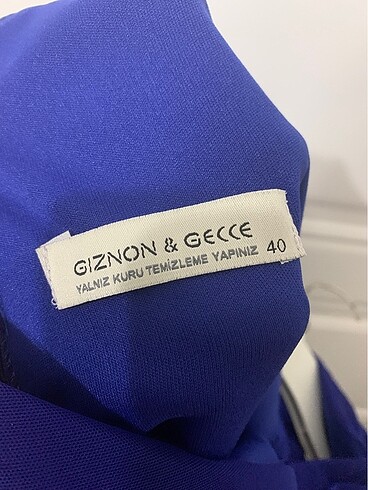 GIZNON & GECCE
YALNIZ KURU TEMİZLEME YAPINIZ 40